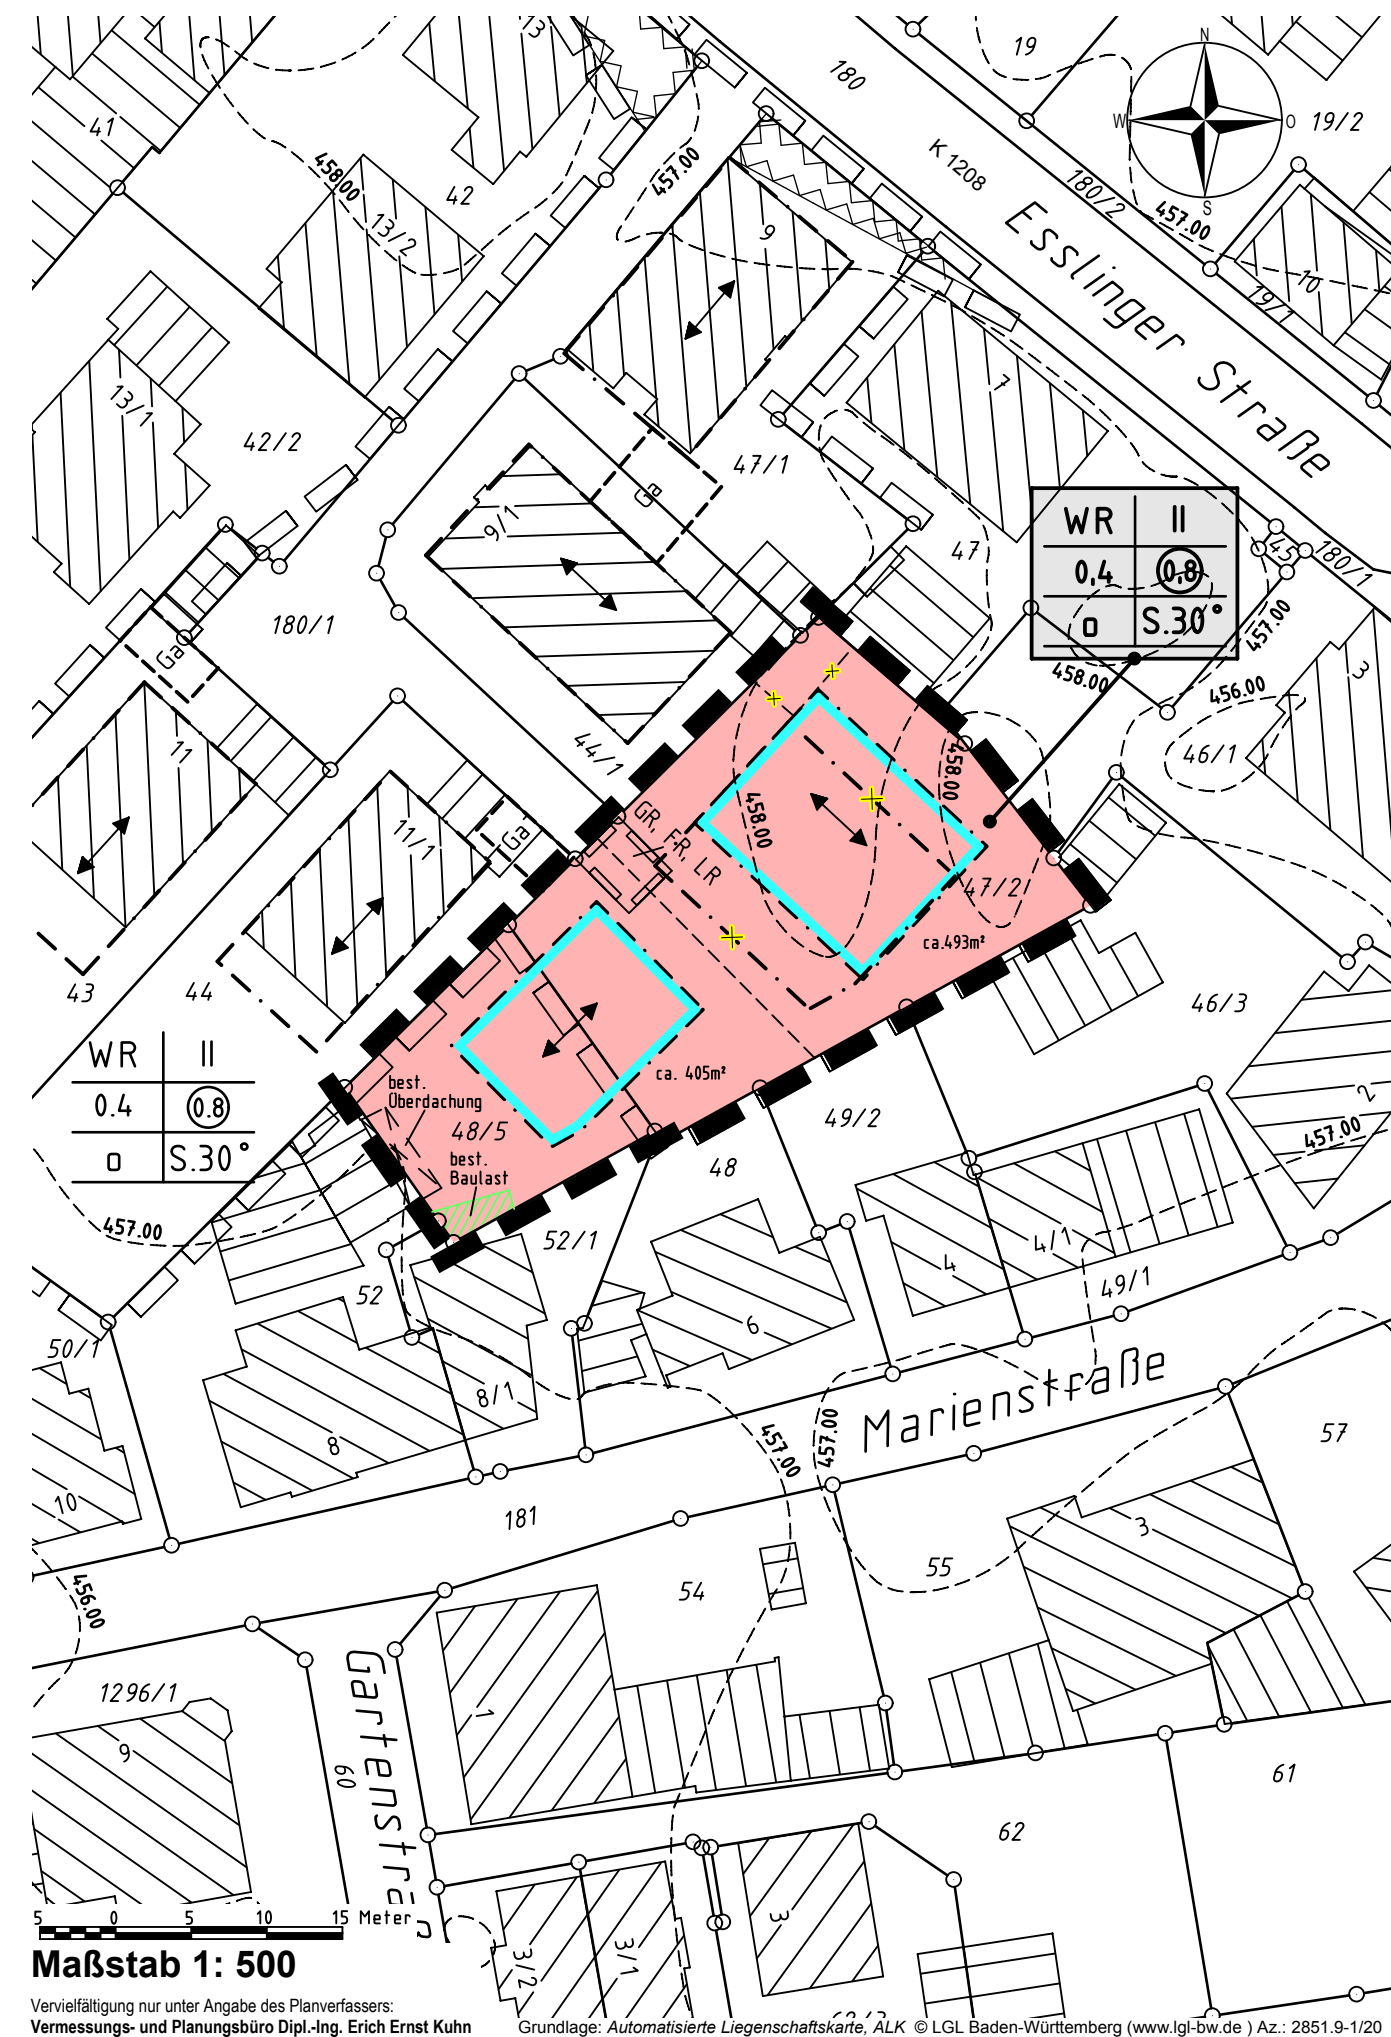 13
180
19
N
W
O
S
19/2
41
K 1208
42
458.00
457.00
180/2
457.00
13/2
9
Esslinger Straße
19/1
10
13/1
7
42/2
47/1
Ga
9/1
47
WR
II
0,4
0,8
S.30°
45
180/1
180/1
Ga
457.00
458.00
456.00
3
11
44/1
46/1
458.00
458.00
11/1
Ga
GR, FR, LR
47/2
ca.493m²
43
44
46/3
WR
II
0.4
0.8
S.30°
best.
Überdachung
ca. 405m²
48/5
best.
Baulast
48
49/2
2
457.00
457.00
52/1
4/1
4
49/1
52
6
50/1
8/1
8
Marienstraße
457.00
457.00
57
10
181
3
456.00
54
55
1296/1
1
9
60
Gartenstra
61
62
5 0 5 10 15 Meter
3/2
3/1
3
Maßstab 1: 500
Vervielfältigung nur unter Angabe des Planverfassers:
Vermessungs- und Planungsbüro Dipl.-Ing. Erich Ernst Kuhn
Grundlage: Automatisierte Liegenschaftskarte, ALK © LGL Baden-Württemberg (www.lgl-bw.de ) Az.: 2851.9-1/20